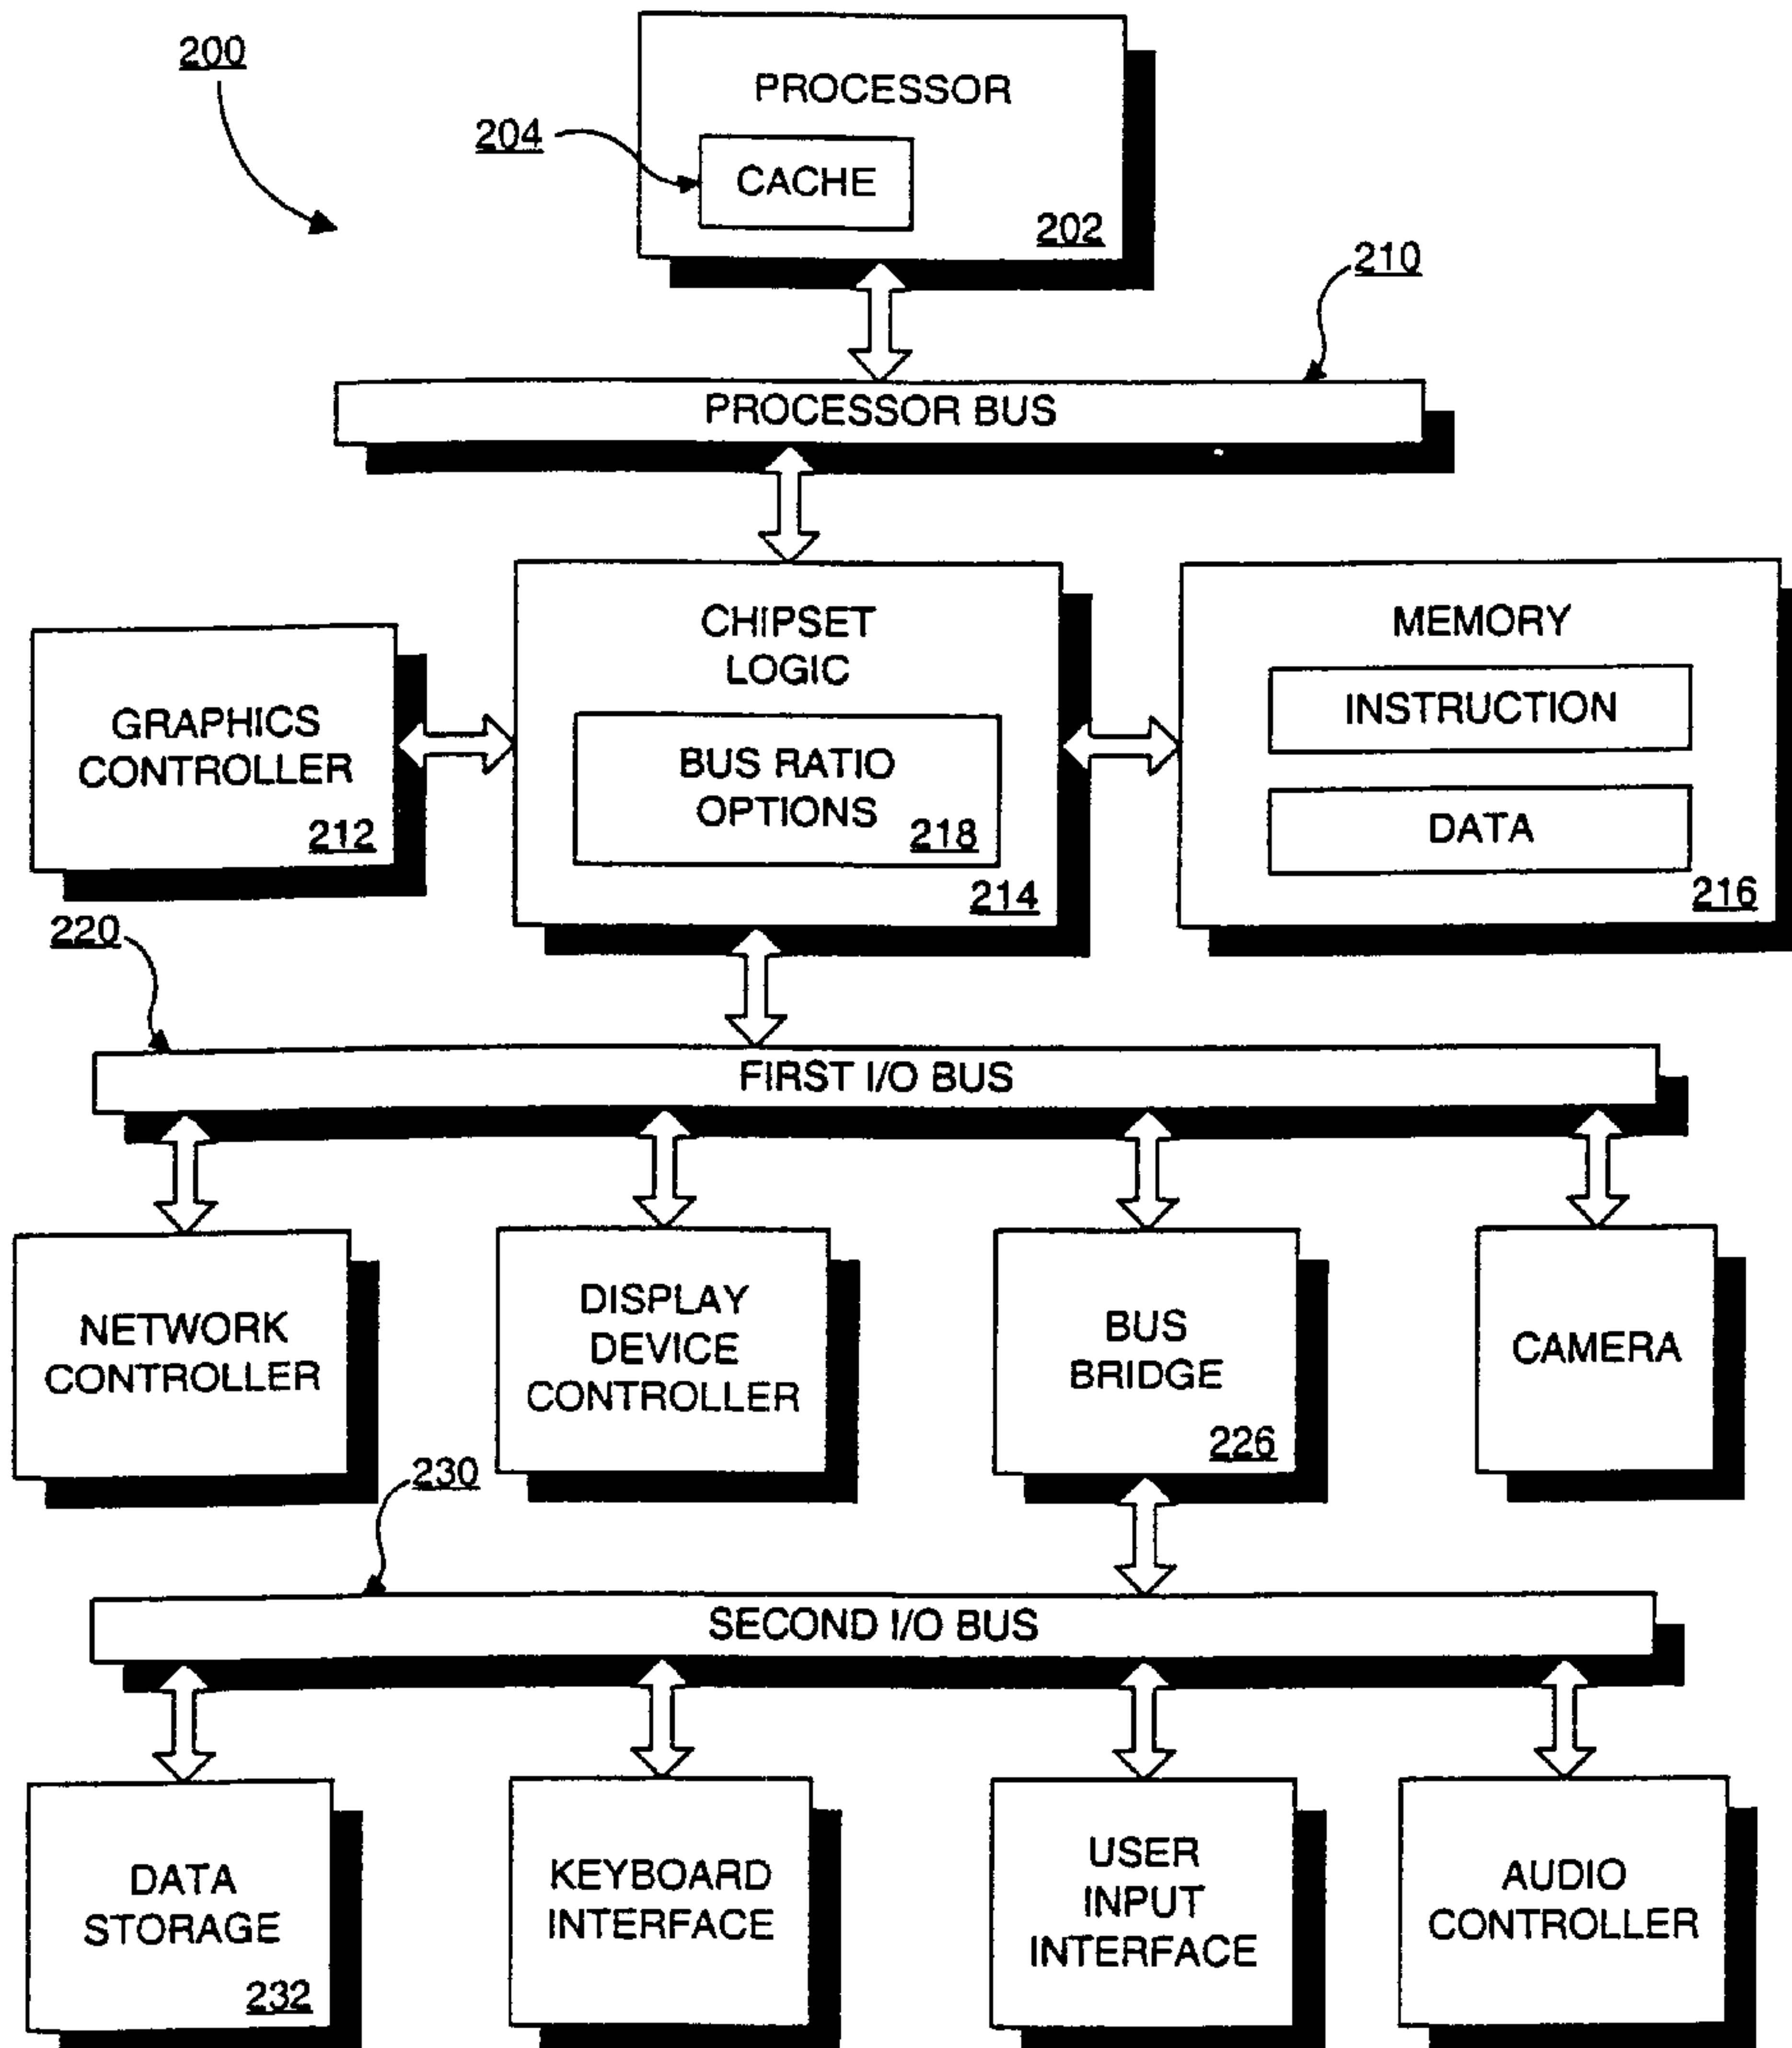 200
PROCESSOR
204
CACHE
202
210
PROCESSOR BUS
CHIPSET
LOGIC
MEMORY
GRAPHICS
CONTROLLER
212
BUS RATIO
OPTIONS
218
214
INSTRUCTION
DATA
216
220
FIRST I/O BUS
NETWORK
CONTROLLER
DISPLAY
DEVICE
CONTROLLER
BUS
BRIDGE
226
CAMERA
230
SECOND I/O BUS
DATA
STORAGE
232
KEYBOARD
INTERFACE
USER
INPUT
INTERFACE
AUDIO
CONTROLLER